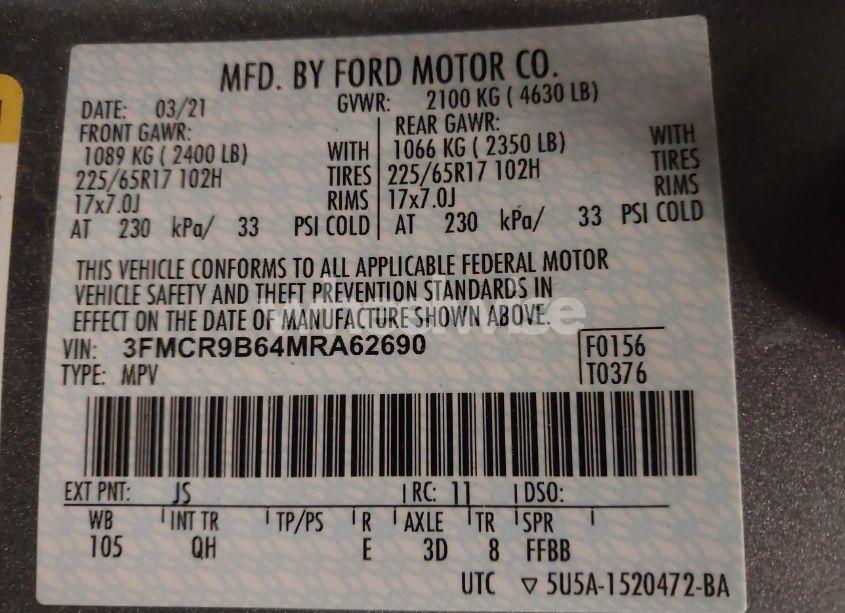 MFD. BY FORD MOTOR CO.
DATE: 03/21 GVWR: 2100 KG ( 4630 LB)
FRONT GAWR: REAR GAWR:
1089 KG ( 2400 LB) WITH 1066 KG ( 2350 LB) WITH
225/65R17 102H TIRES 225/65R17 102H TIRES
17x7.0J RIMS 17x7.0J RIMS
AT 230 kPa/ 33 PSI COLD AT 230 kPa/ 33 PSI COLD
THIS VEHICLE CONFORMS TO ALL APPLICABLE FEDERAL MOTOR
VEHICLE SAFETY AND THEFT PREVENTION STANDARDS IN
EFFECT ON THE DATE OF MANUFACTURE SHOWN ABOVE.
VIN: 3FMCR9B64MRA62690 F0156
TYPE: MPV T0376
EXT PNT: JS RC: 11 DSO:
WB INT TR TP/PS R AXLE TR SPR
105 QH E 3D 8 FFBB
UTC ▽ 5U5A-1520472-BA